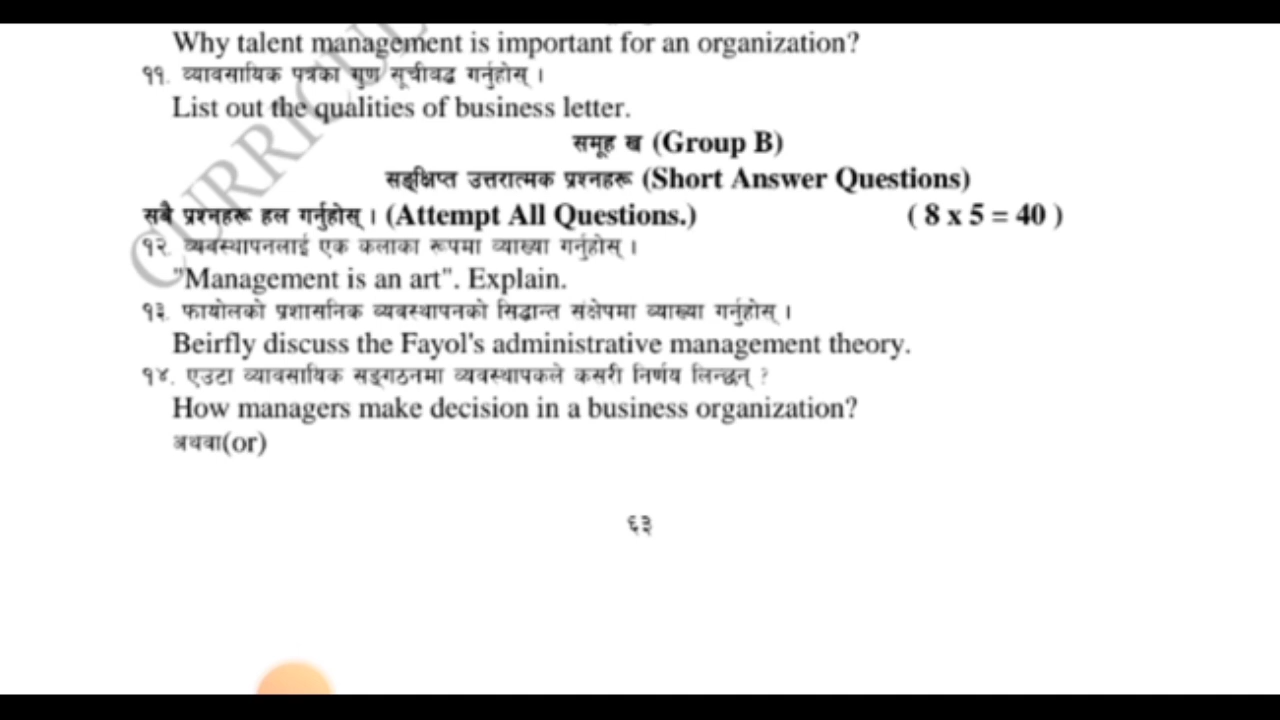 Why talent management is important for an organization?
११. व्यावसायिक पत्रका गुण सूचीबद्ध गर्नुहोस् ।
List out the qualities of business letter.
समूह ख (Group B)
सङ्क्षिप्त उत्तरात्मक प्रश्नहरू (Short Answer Questions)
सबै प्रश्नहरू हल गर्नुहोस् । (Attempt All Questions.) ( 8 x 5 = 40 )
१२. व्यवस्थापनलाई एक कलाका रूपमा व्याख्या गर्नुहोस् ।
"Management is an art". Explain.
१३. फायोलको प्रशासनिक व्यवस्थापनको सिद्धान्त संक्षेपमा व्याख्या गर्नुहोस् ।
Beirfly discuss the Fayol's administrative management theory.
१४. एउटा व्यावसायिक सङ्गठनमा व्यवस्थापकले कसरी निर्णय लिन्छन् ?
How managers make decision in a business organization?
अथवा(or)
६३